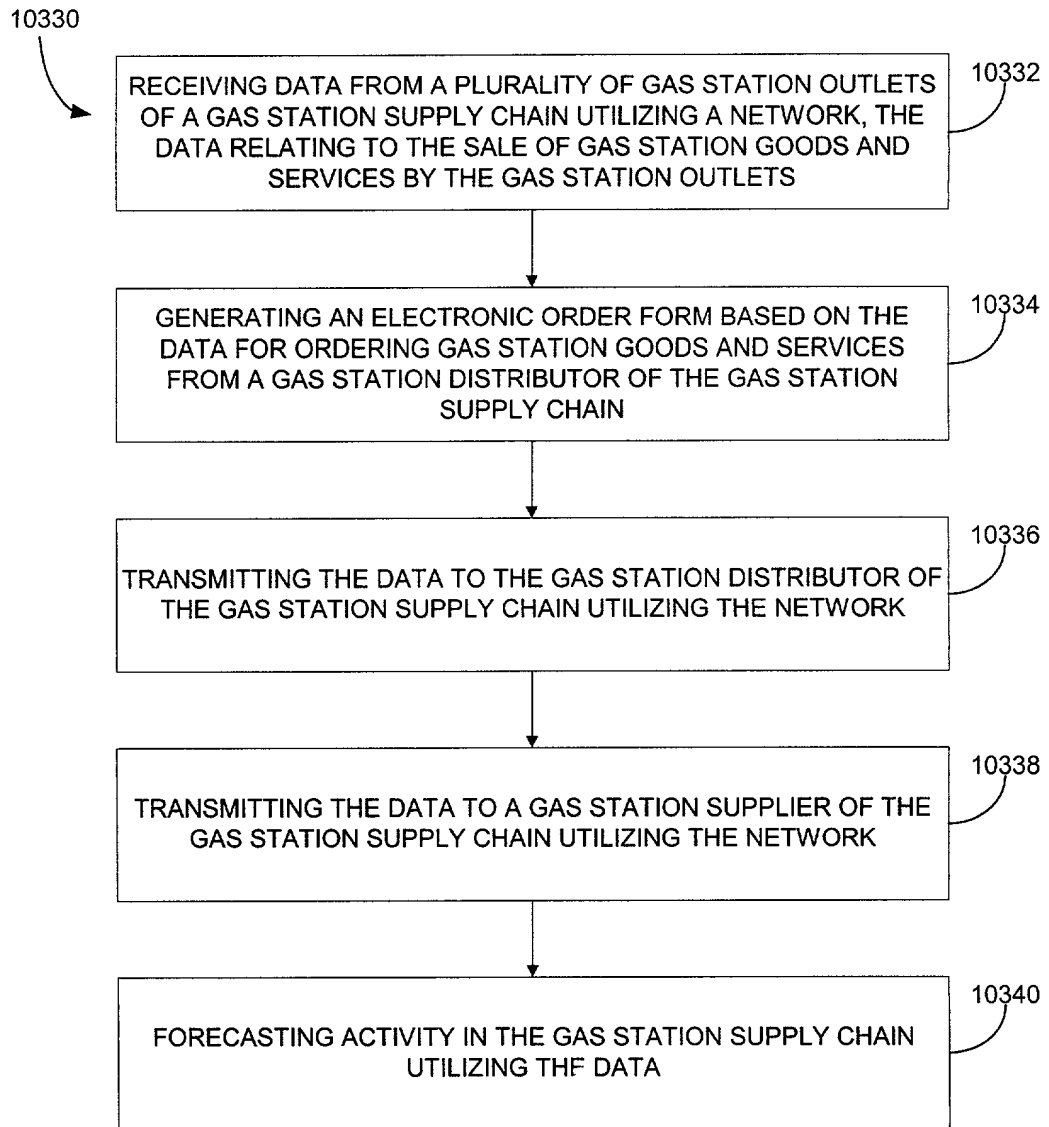 10330
RECEIVING DATA FROM A PLURALITY OF GAS STATION OUTLETS
OF A GAS STATION SUPPLY CHAIN UTILIZING A NETWORK, THE
DATA RELATING TO THE SALE OF GAS STATION GOODS AND
SERVICES BY THE GAS STATION OUTLETS
10332
GENERATING AN ELECTRONIC ORDER FORM BASED ON THE
DATA FOR ORDERING GAS STATION GOODS AND SERVICES
FROM A GAS STATION DISTRIBUTOR OF THE GAS STATION
SUPPLY CHAIN
10334
TRANSMITTING THE DATA TO THE GAS STATION DISTRIBUTOR OF
THE GAS STATION SUPPLY CHAIN UTILIZING THE NETWORK
10336
TRANSMITTING THE DATA TO A GAS STATION SUPPLIER OF THE
GAS STATION SUPPLY CHAIN UTILIZING THE NETWORK
10338
FORECASTING ACTIVITY IN THE GAS STATION SUPPLY CHAIN
UTILIZING THE DATA
10340